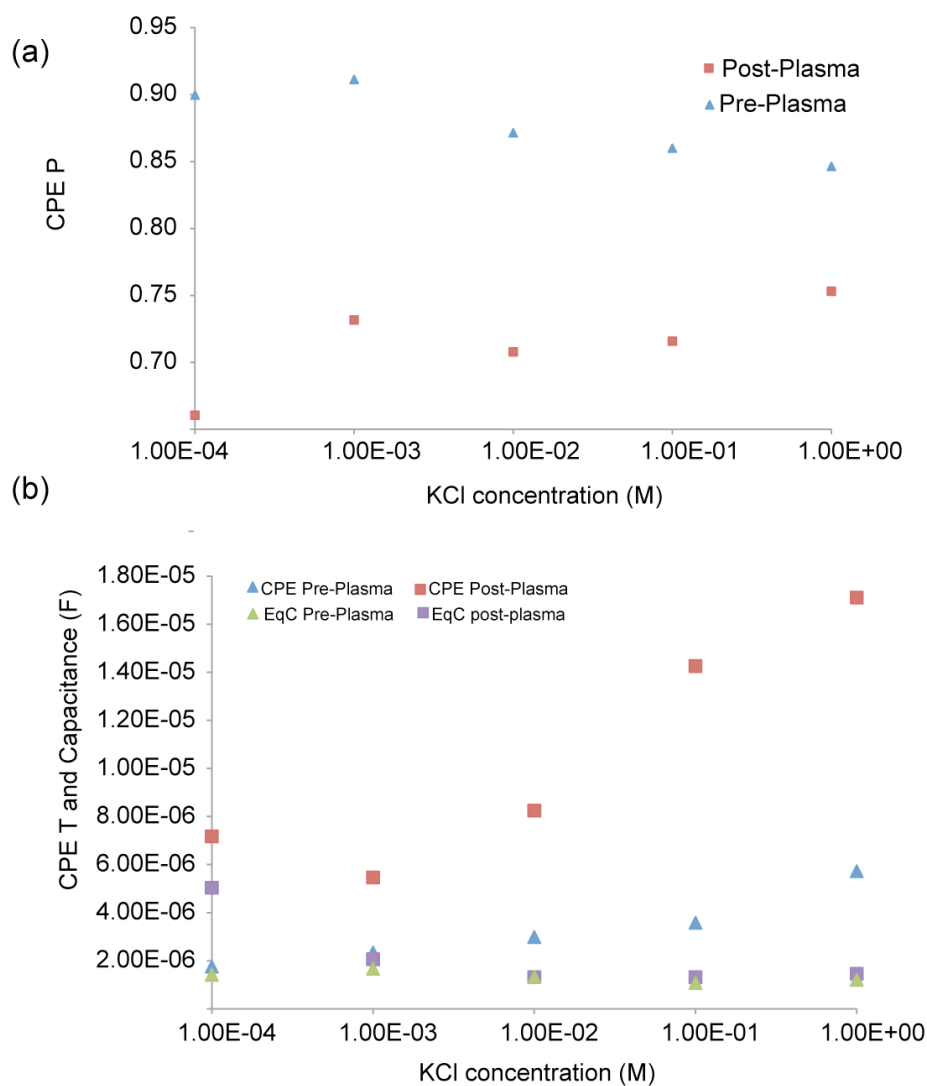 (a)
0.95
0.90
0.85
0.80
0.75
0.70
CPE P
Post-Plasma
Pre-Plasma
1.00E-04 1.00E-03 1.00E-02 1.00E-01 1.00E+00
KCl concentration (M)
(b)
1.80E-05
1.60E-05
1.40E-05
1.20E-05
1.00E-05
8.00E-06
6.00E-06
4.00E-06
2.00E-06
CPE T and Capacitance (F)
CPE Pre-Plasma CPE Post-Plasma
EqC Pre-Plasma EqC post-plasma
1.00E-04 1.00E-03 1.00E-02 1.00E-01 1.00E+00
KCl concentration (M)